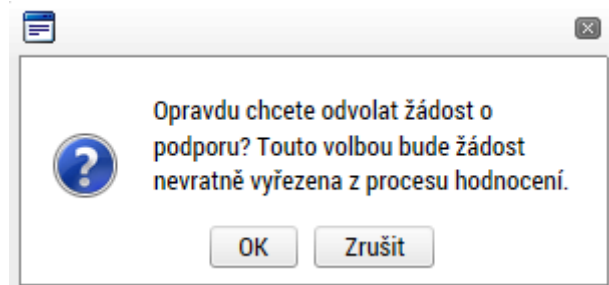 Opravdu chcete odvolat žádost o
podporu? Touto volbou bude žádost
nevratně vyřezena z procesu hodnocení.
OK Zrušit